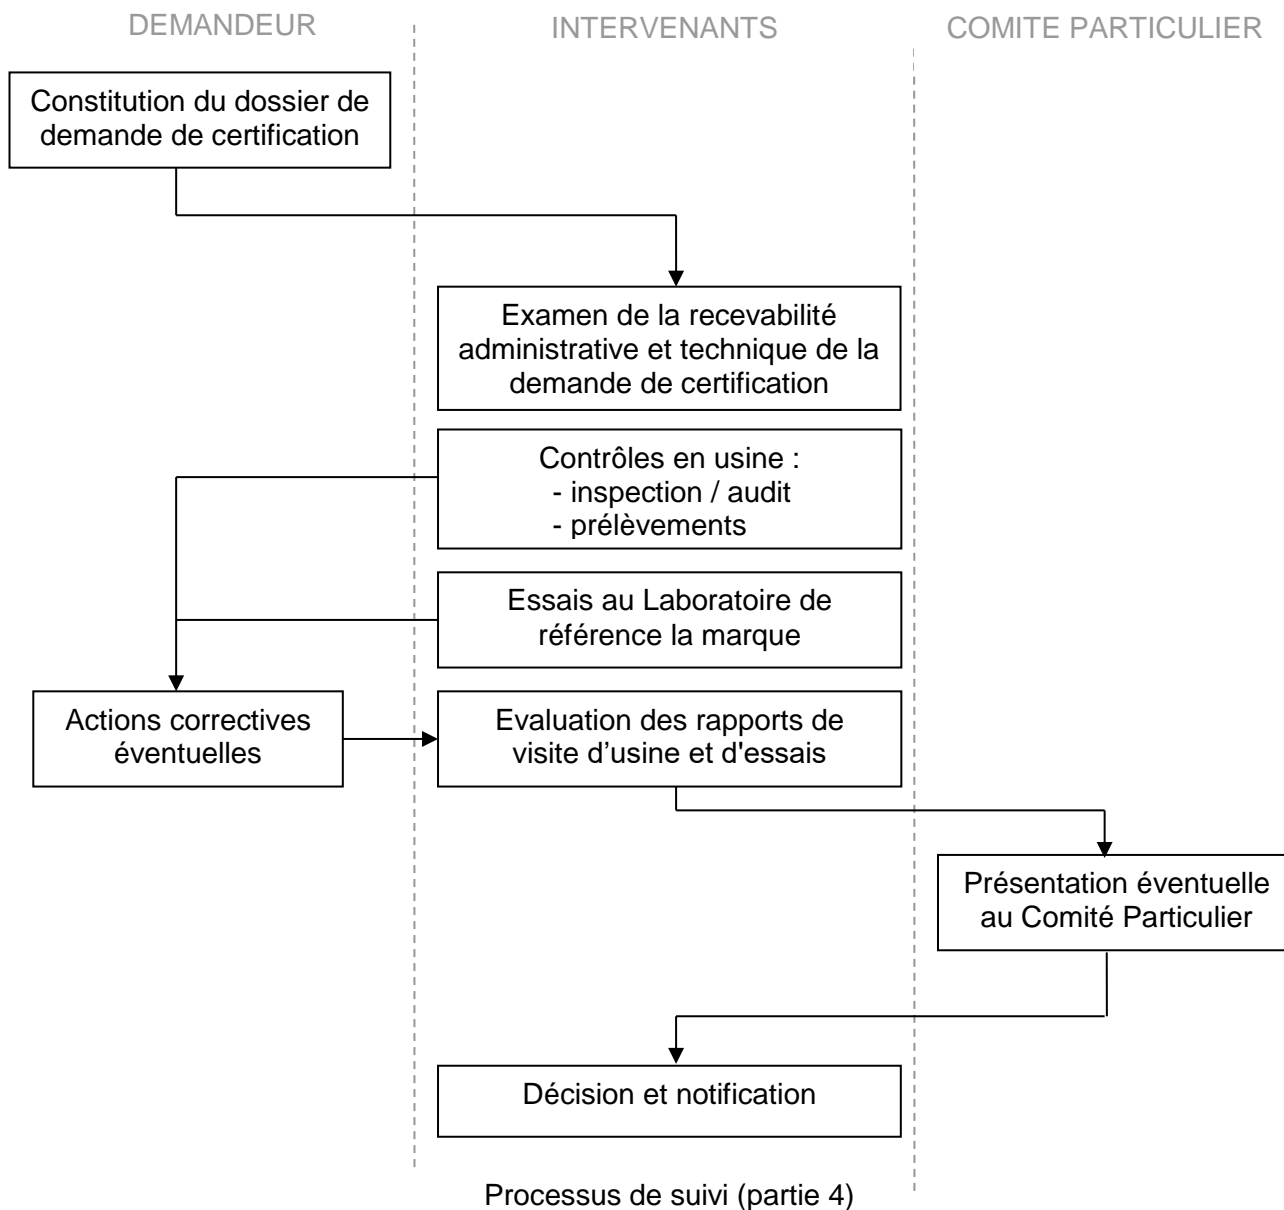 DEMANDEUR
INTERVENANTS
COMITE PARTICULIER
Constitution du dossier de
demande de certification
Examen de la recevabilité
administrative et technique de la
demande de certification
Contrôles en usine :
- inspection / audit
- prélèvements
Essais au Laboratoire de
référence la marque
Actions correctives
éventuelles
Evaluation des rapports de
visite d’usine et d'essais
Présentation éventuelle
au Comité Particulier
Décision et notification
Processus de suivi (partie 4)